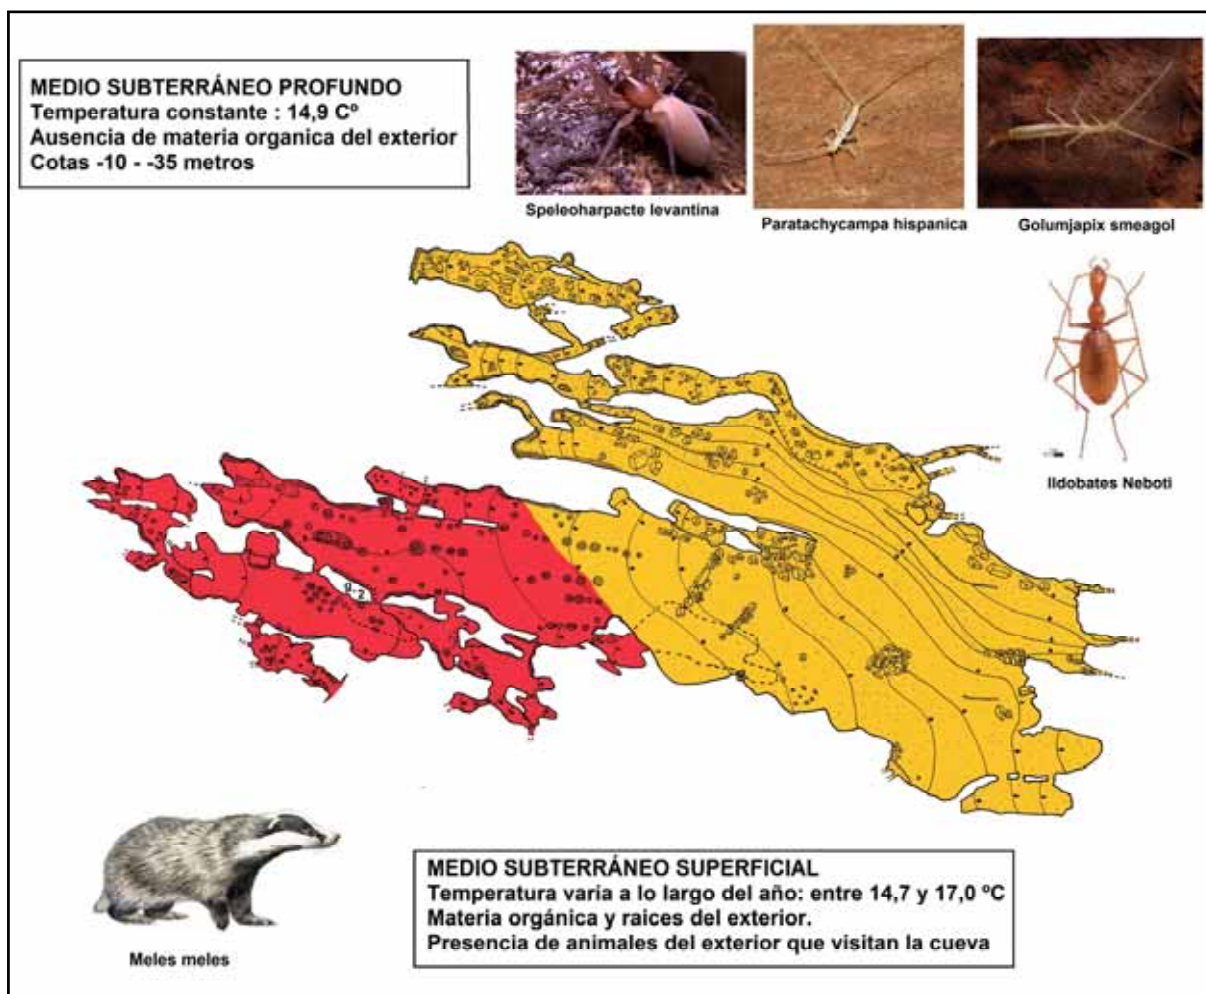 MEDIO SUBTERRÁNEO PROFUNDO
Temperatura constante : 14,9 Cº
Ausencia de materia organica del exterior
Cotas -10 - -35 metros
Speleoharpacte levantina
Paratachycampa hispanica
Golumjapix smeagol
Ildobates Neboti
g-2
Meles meles
MEDIO SUBTERRÁNEO SUPERFICIAL
Temperatura varia a lo largo del año: entre 14,7 y 17,0 ºC
Materia orgánica y raices del exterior.
Presencia de animales del exterior que visitan la cueva